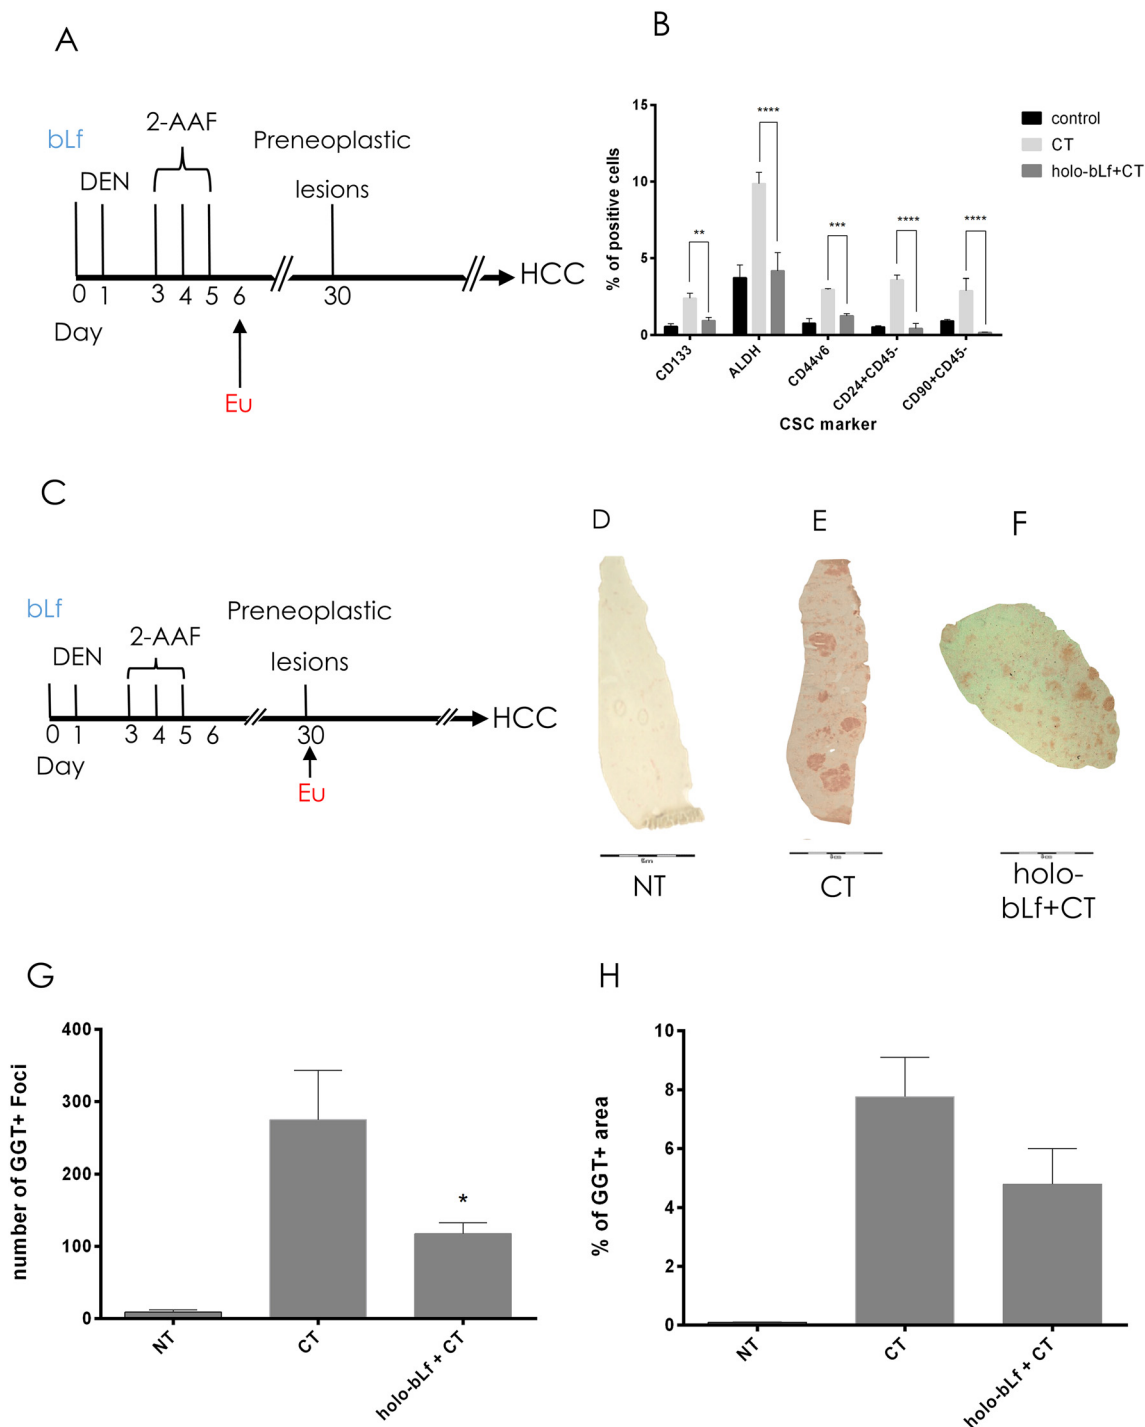 A
bLf
2-AAF
Preneoplastic
DEN
lesions
HCC
0 1 3 4 5 6 30
Day
Eu
B
15
10
5
0
% of positive cells
control
CT
holo-bLf+CT
**
****
***
****
****
CD133
ALDH
CD44v6
CD24+CD45-
CD90+CD45-
CSC marker
C
bLf
Preneoplastic
2-AAF
DEN
lesions
HCC
0 1 3 4 5 6 30
Day
Eu
D
E
F
NT
CT
holo-
bLf+CT
G
400
300
200
100
0
number of GGT+ Foci
*
NT
CT
holo-bLf + CT
H
10
8
6
4
2
0
% of GGT+ area
NT
CT
holo-bLf + CT